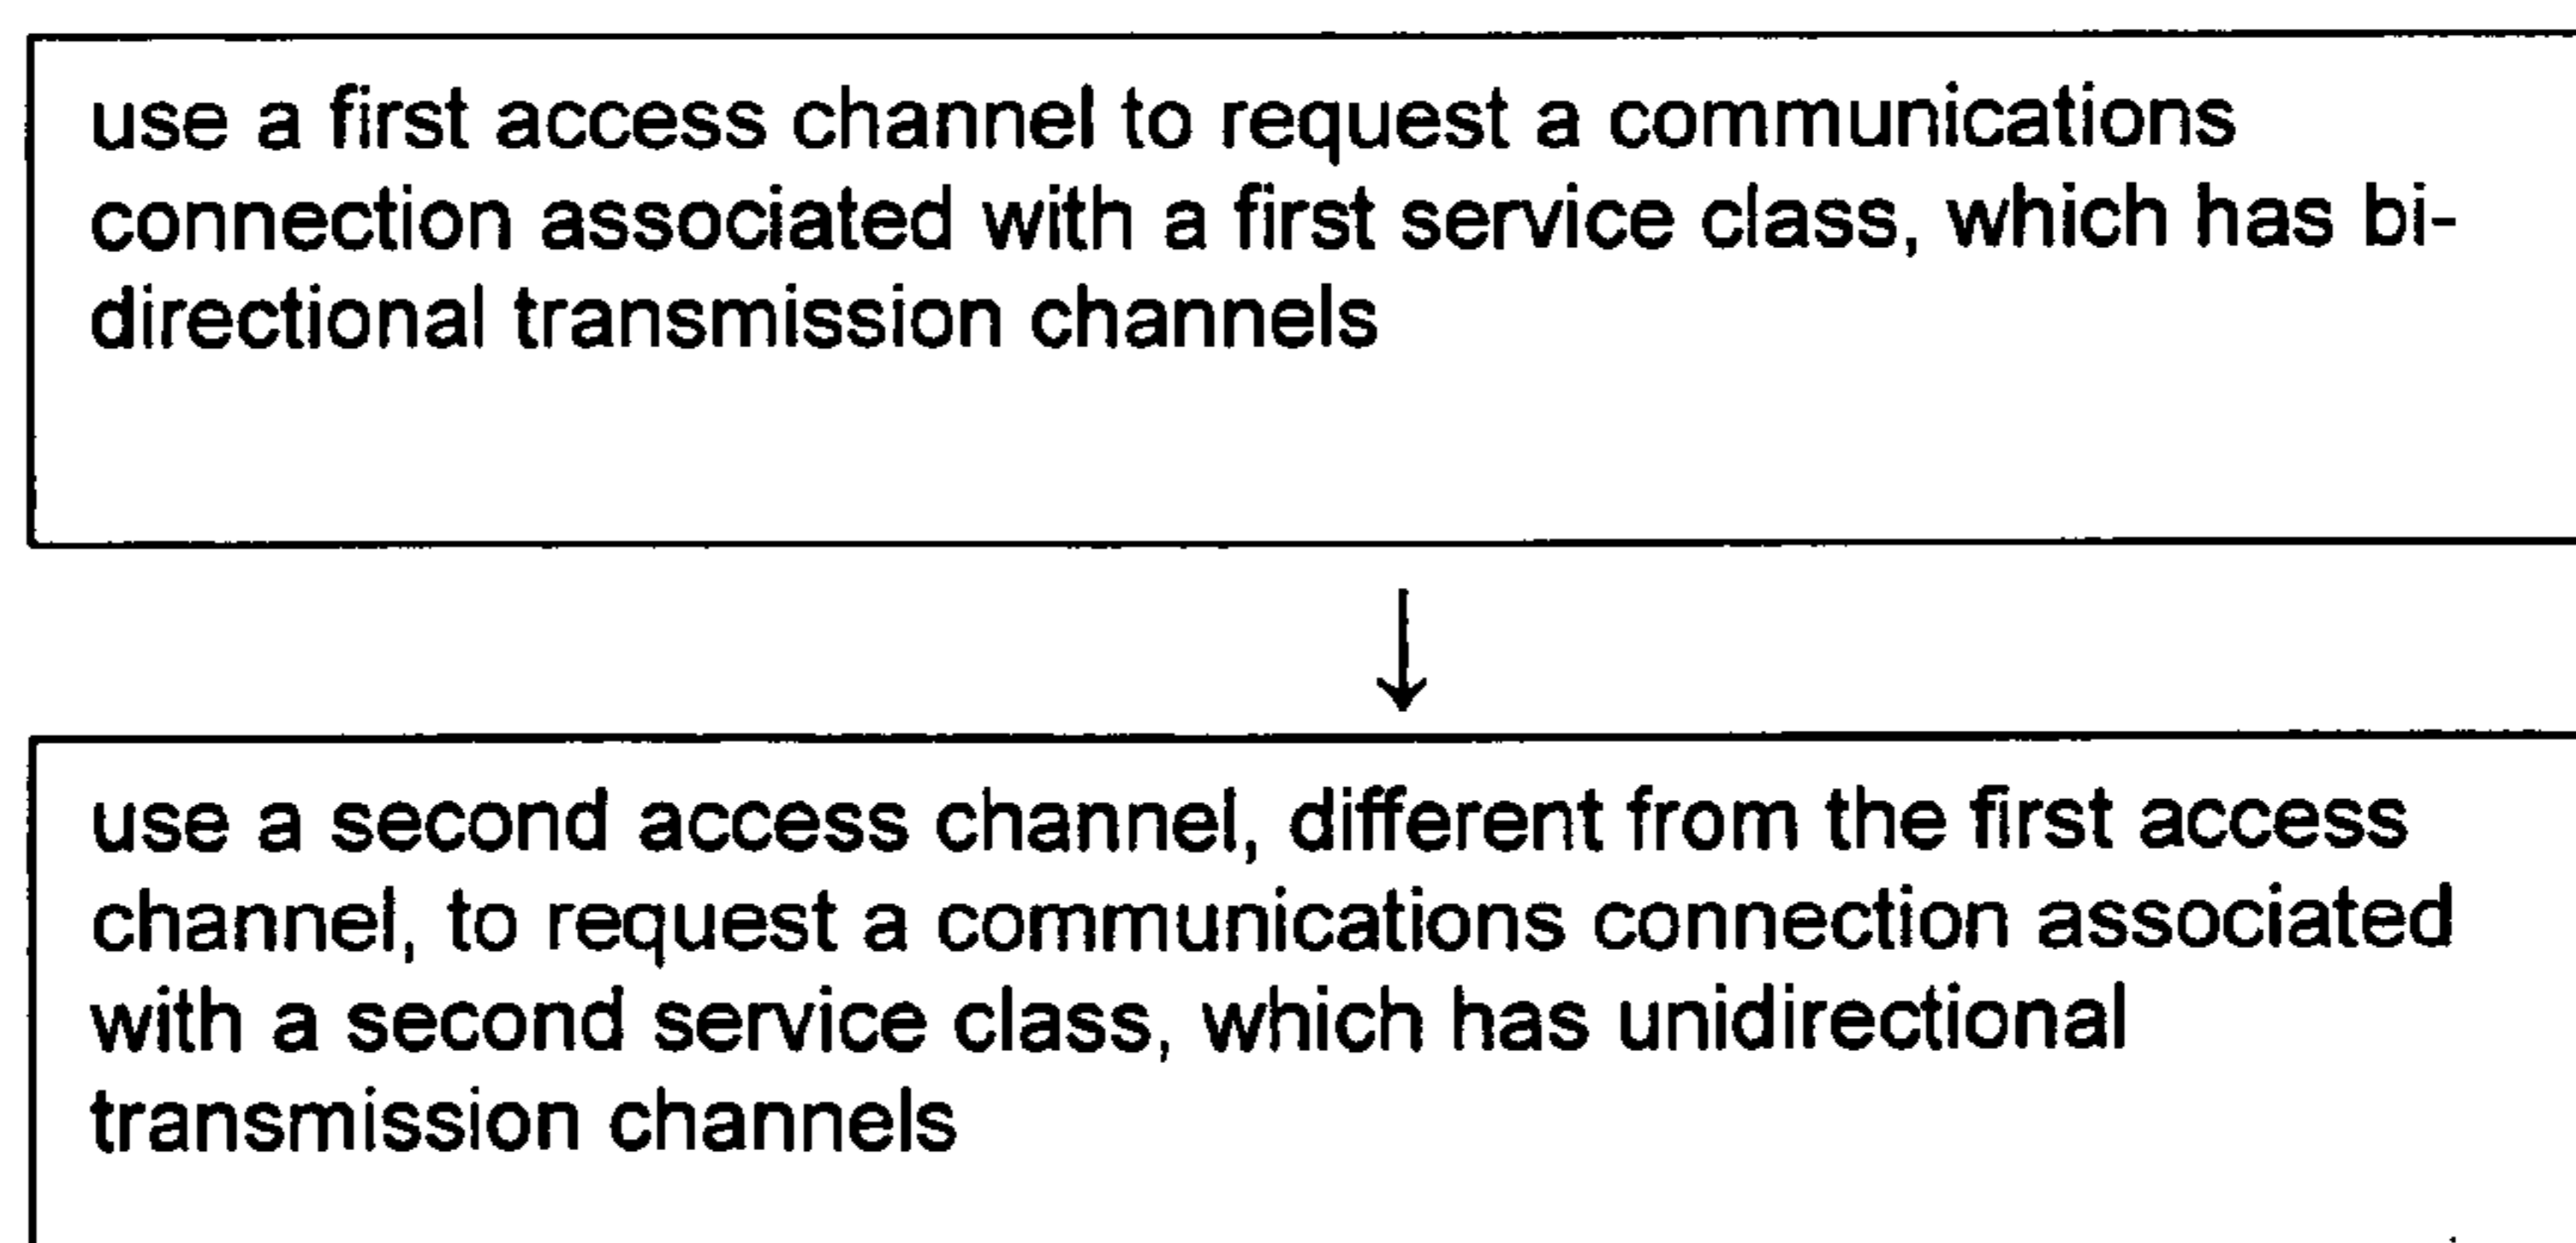 use a first access channel to request a communications
connection associated with a first service class, which has bi-
directional transmission channels
use a second access channel, different from the first access
channel, to request a communications connection associated
with a second service class, which has unidirectional
transmission channels